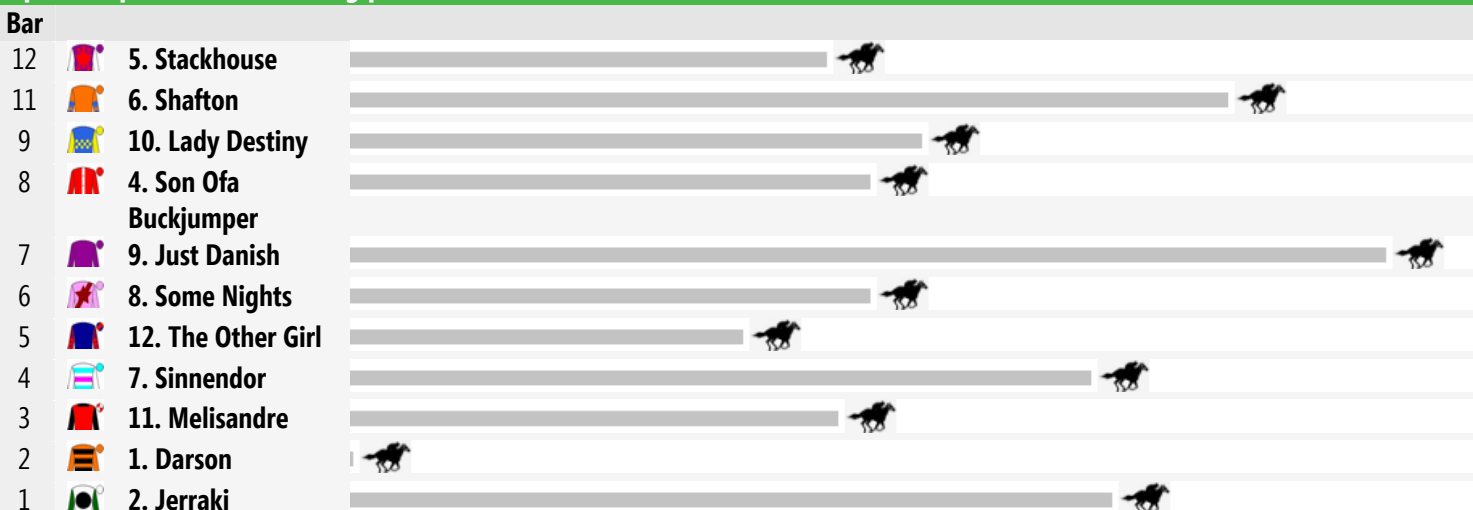 Bar
12 5. Stackhouse
11 6. Shafton
9 10. Lady Destiny
8 4. Son Ofa
Buckjumper
7 9. Just Danish
6 8. Some Nights
5 12. The Other Girl
4 7. Sinnendor
3 11. Melisandre
2 1. Darson
1 2. Jerraki